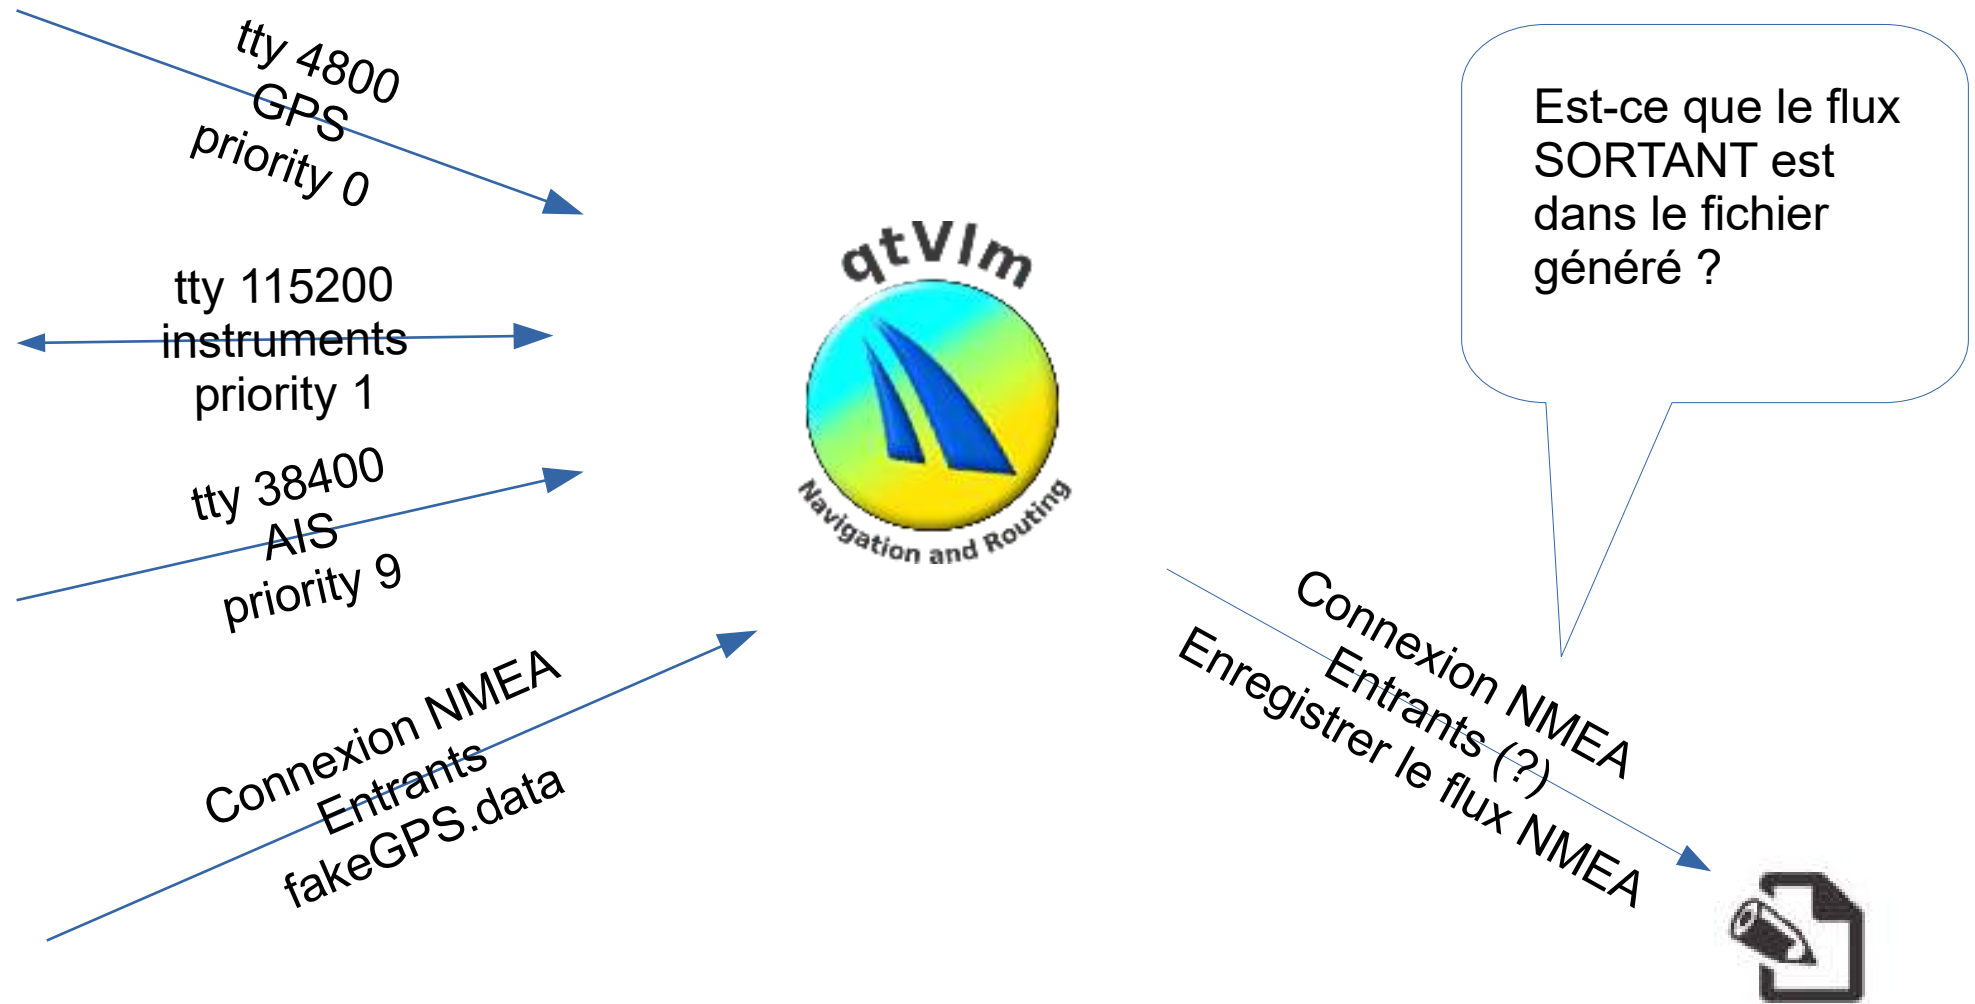 tty 4800
GPS
priority 0
tty 115200
instruments
priority 1
tty 38400
AIS
priority 9
Connexion NMEA
Entrants
fakeGPS.data
qtVlm
Navigation and Routing
Est-ce que le flux
SORTANT est
dans le fichier
généré ?
Connexion NMEA
Entrants (?)
Enregistrer le flux NMEA